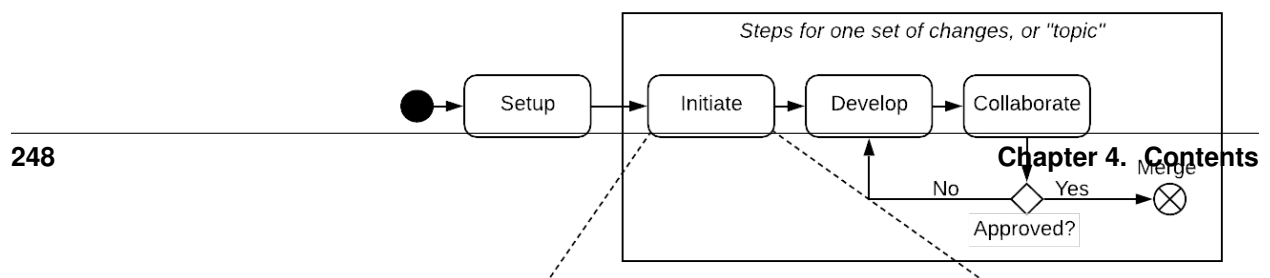 Steps for one set of changes, or "topic"
Setup
Initiate
Develop
Collaborate
248
Chapter 4. Contents
Merge
No
Yes
Approved?